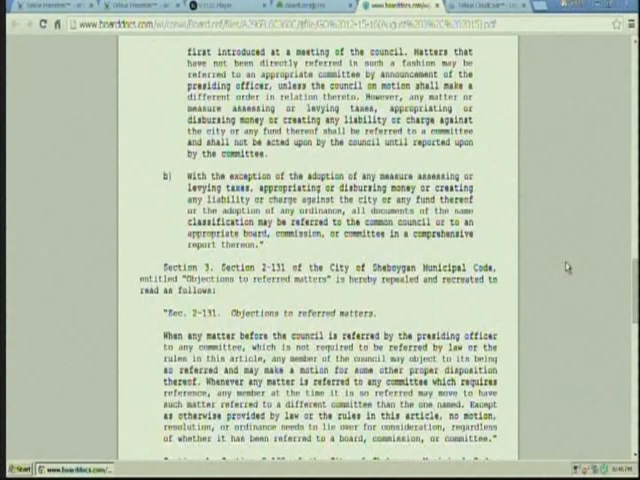 www.boarddocs.com
first introduced at a meeting of the council. Matters that
have not been directly referred in such a fashion may be
referred to an appropriate committee by announcement of the
presiding officer, unless the council on motion shall make a
different order in relation thereto. However, any matter or
measure assessing or levying taxes, appropriating or
disbursing money or creating any liability or charge against
the city or any fund thereof shall be referred to a committee
and shall not be acted upon by the council until reported upon
by the committee.
b) With the exception of the adoption of any measure assessing or
levying taxes, appropriating or disbursing money or creating
any liability or charge against the city or any fund thereof
or the adoption of any ordinance, all documents of the same
classification may be referred to the common council or to an
appropriate board, commission, or committee in a comprehensive
report thereon."
Section 3. Section 2-131 of the City of Sheboygan Municipal Code,
entitled "Objections to referred matters" is hereby repealed and recreated to
read as follows:
"Sec. 2-131. Objections to referred matters.
When any matter before the council is referred by the presiding officer
to any committee, which is not required to be referred by law or the
rules in this article, any member of the council may object to its being
so referred and may make a motion for some other proper disposition
thereof. Whenever any matter is referred to any committee which requires
reference, any member at the time it is so referred may move to have
such matter referred to a different committee than the one named. Except
as otherwise provided by law or the rules in this article, no motion,
resolution, or ordinance needs to lie over for consideration, regardless
of whether it has been referred to a board, commission, or committee."
Start www.boarddocs.com/